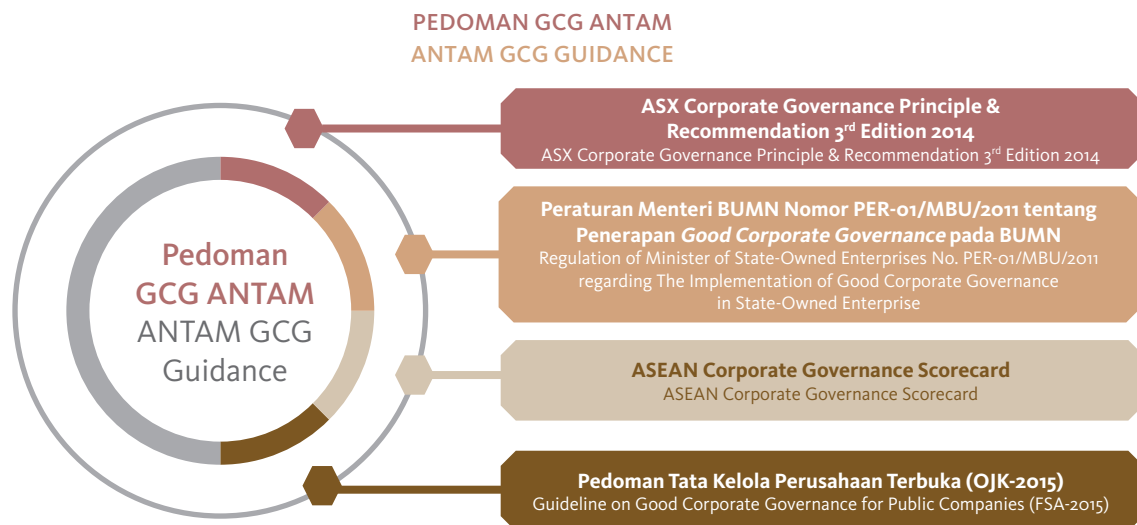 PEDOMAN GCG ANTAM
ANTAM GCG GUIDANCE
Pedoman
GCG ANTAM
ANTAM GCG
Guidance
ASX Corporate Governance Principle &
Recommendation 3rd Edition 2014
ASX Corporate Governance Principle & Recommendation 3rd Edition 2014
Peraturan Menteri BUMN Nomor PER-01/MBU/2011 tentang
Penerapan Good Corporate Governance pada BUMN
Regulation of Minister of State-Owned Enterprises No. PER-01/MBU/2011
regarding The Implementation of Good Corporate Governance
in State-Owned Enterprise
ASEAN Corporate Governance Scorecard
ASEAN Corporate Governance Scorecard
Pedoman Tata Kelola Perusahaan Terbuka (OJK-2015)
Guideline on Good Corporate Governance for Public Companies (FSA-2015)